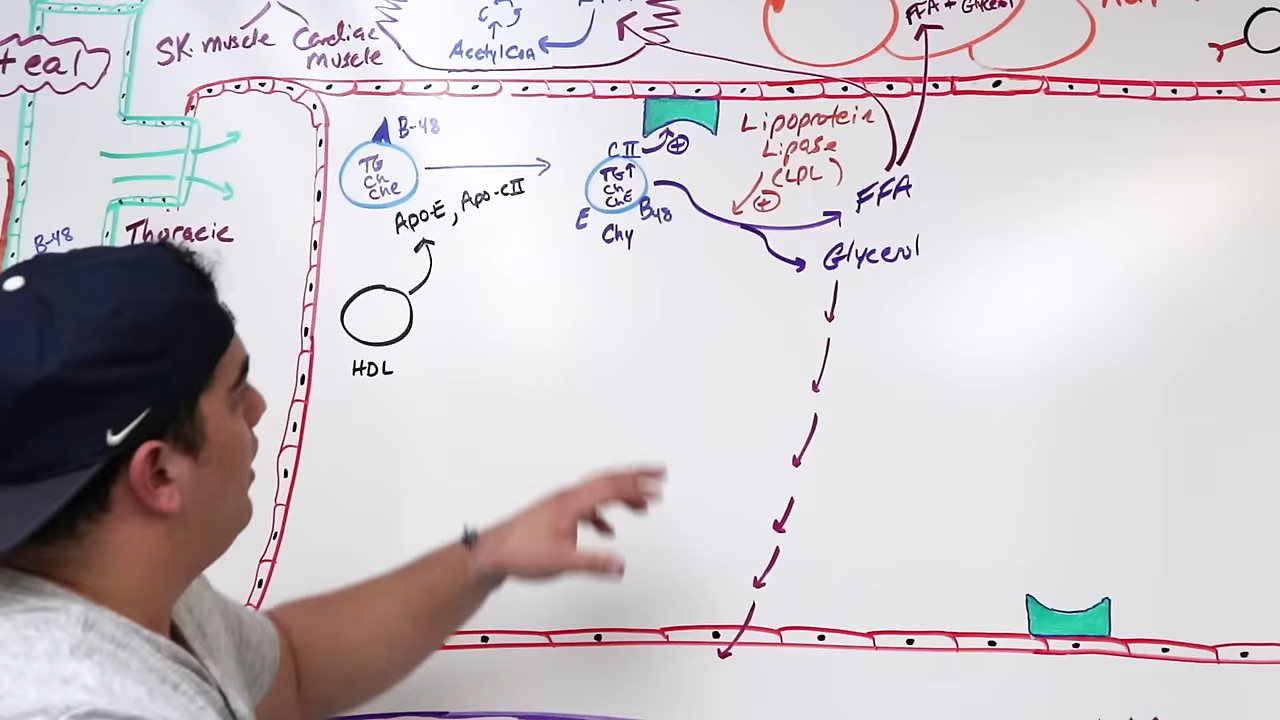 SK. muscle
Cardiac
muscle
Acetyl CoA
FFA + Glycerol
+ eal
B-48
TG
Ch
Che
Apo-E, Apo-CII
CII
+
TG↑
Ch
ChE
E
B48
Chy
Lipoprotein
Lipase
(LPL)
+
FFA
Glycerol
Thoracic
B-48
HDL